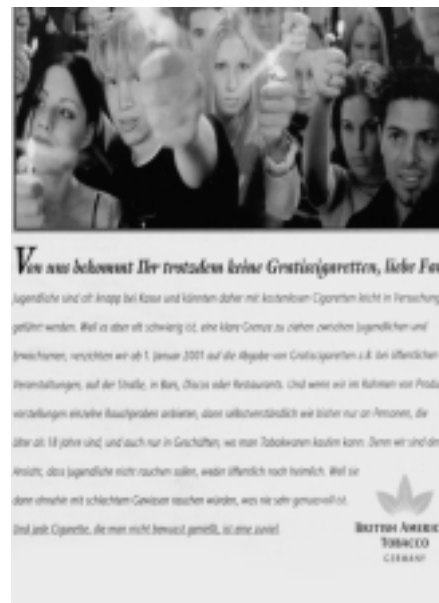 Von uns bekommt Ihr trotzdem keine Gratiscigaretten, liebe
Jugendliche sind oft knapp bei Kasse und könnten daher mit kostenlosen Cigaretten leicht in Versuchung
geführt werden. Weil es aber oft schwierig ist, eine klare Grenze zu ziehen zwischen Jugendlichen und
Erwachsenen, verzichten wir ab 1. Januar 2001 auf die Abgabe von Gratiscigaretten z.B. bei öffentlichen
Veranstaltungen, auf der Straße, in Bars, Discos oder Restaurants. Und wenn wir im Rahmen von
vorstellungen einzelne Rauchproben anbieten, dann selbstverständlich wie bisher nur an Personen, die
älter als 18 Jahre sind, und auch nur in Geschäften, wo man Tabakwaren kaufen kann. Denn wir sind der
Ansicht, dass Jugendliche nicht rauchen sollen, weder öffentlich noch heimlich. Weil sie
dann ohnehin mit schlechtem Gewissen rauchen würden, was nie sehr genussvoll ist.
Und jede Cigarette, die man nicht bewusst genießt, ist eine zuviel.
BRITISH
TOBACCO
GERMANY